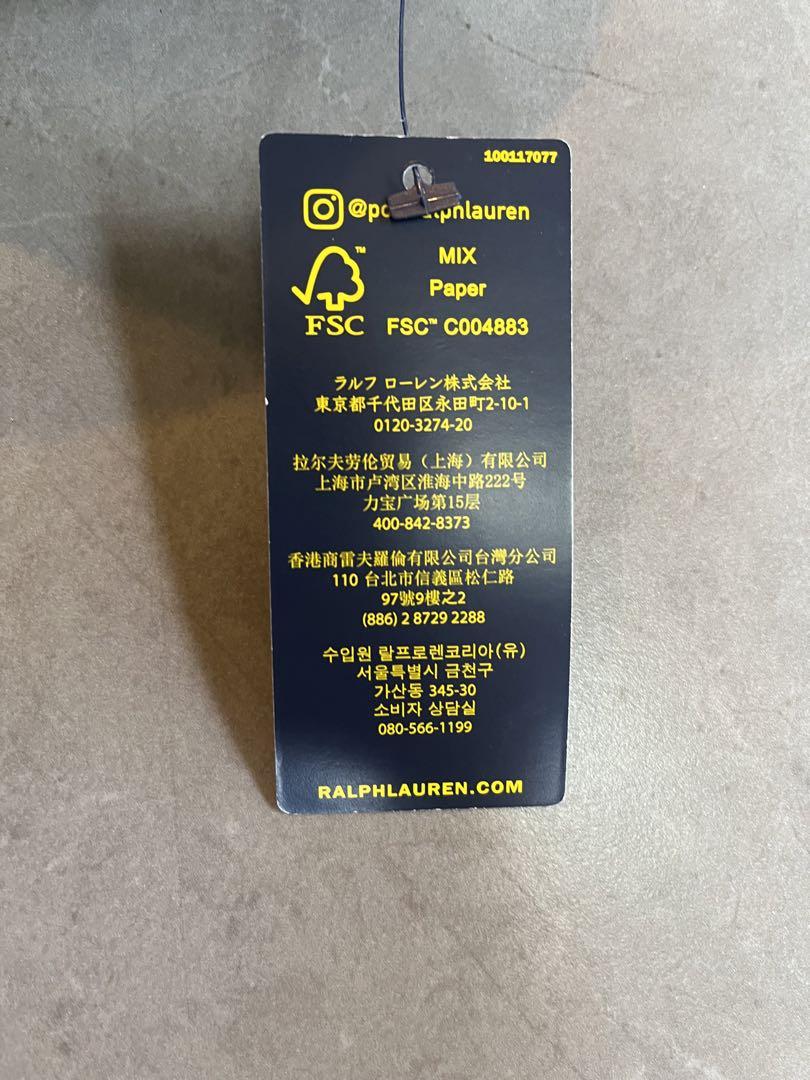 100117077
MIX
Paper
FSC FSC™ C004883
ラルフ ローレン株式会社
東京都千代田区永田町2-10-1
0120-3274-20
拉尔夫劳伦贸易（上海）有限公司
上海市卢湾区淮海中路222号
力宝广场第15层
400-842-8373
香港商雷夫羅倫有限公司台灣分公司
110 台北市信義區松仁路
97號9樓之2
(886) 2 8729 2288
수입원 랄프로렌코리아(유)
서울특별시 금천구
가산동 345-30
소비자 상담실
080-566-1199
RALPHLAUREN.COM